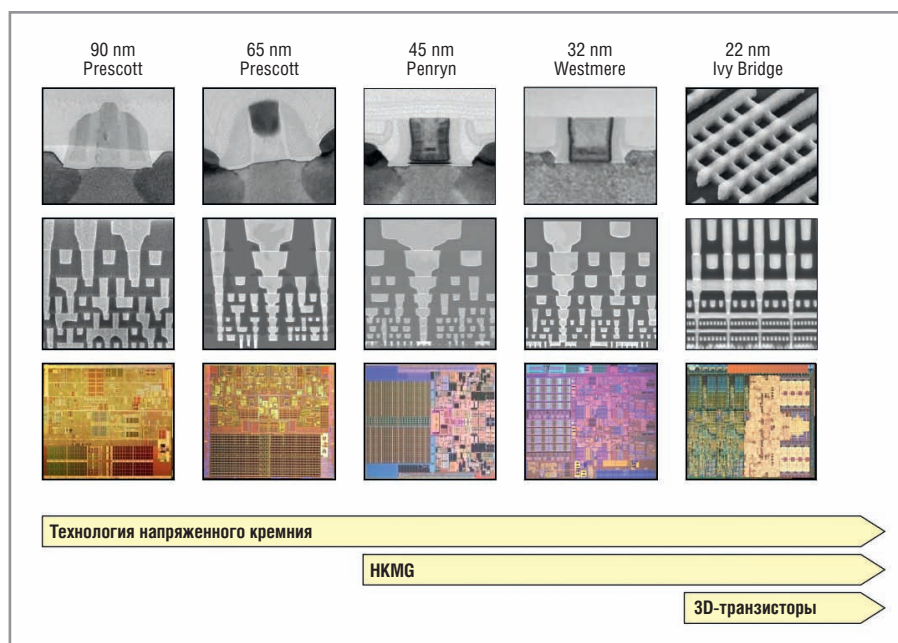 90 nm
Prescott
65 nm
Prescott
45 nm
Penryn
32 nm
Westmere
22 nm
Ivy Bridge
Технология напряженного кремния
HKMG
3D-транзисторы